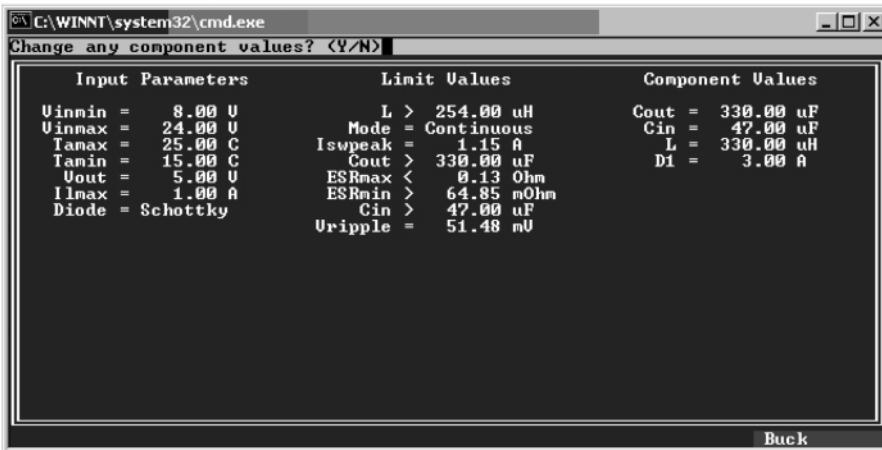 C:\WINNT\system32\cmd.exe
Change any component values? (Y/N)
Input Parameters Limit Values Component Values
Vinmin = 8.00 V L > 254.00 uH Cout = 330.00 uF
Vinmax = 24.00 V Mode = Continuous Cin = 47.00 uF
Tamax = 25.00 C Iswpeak = 1.15 A L = 330.00 uH
Tamin = 15.00 C Cout > 330.00 uF D1 = 3.00 A
Vout = 5.00 V ESRmax < 0.13 Ohm
Ilmax = 1.00 A ESRmin > 64.85 mOhm
Diode = Schottky Cin > 47.00 uF
Vripple = 51.48 mV
Buck